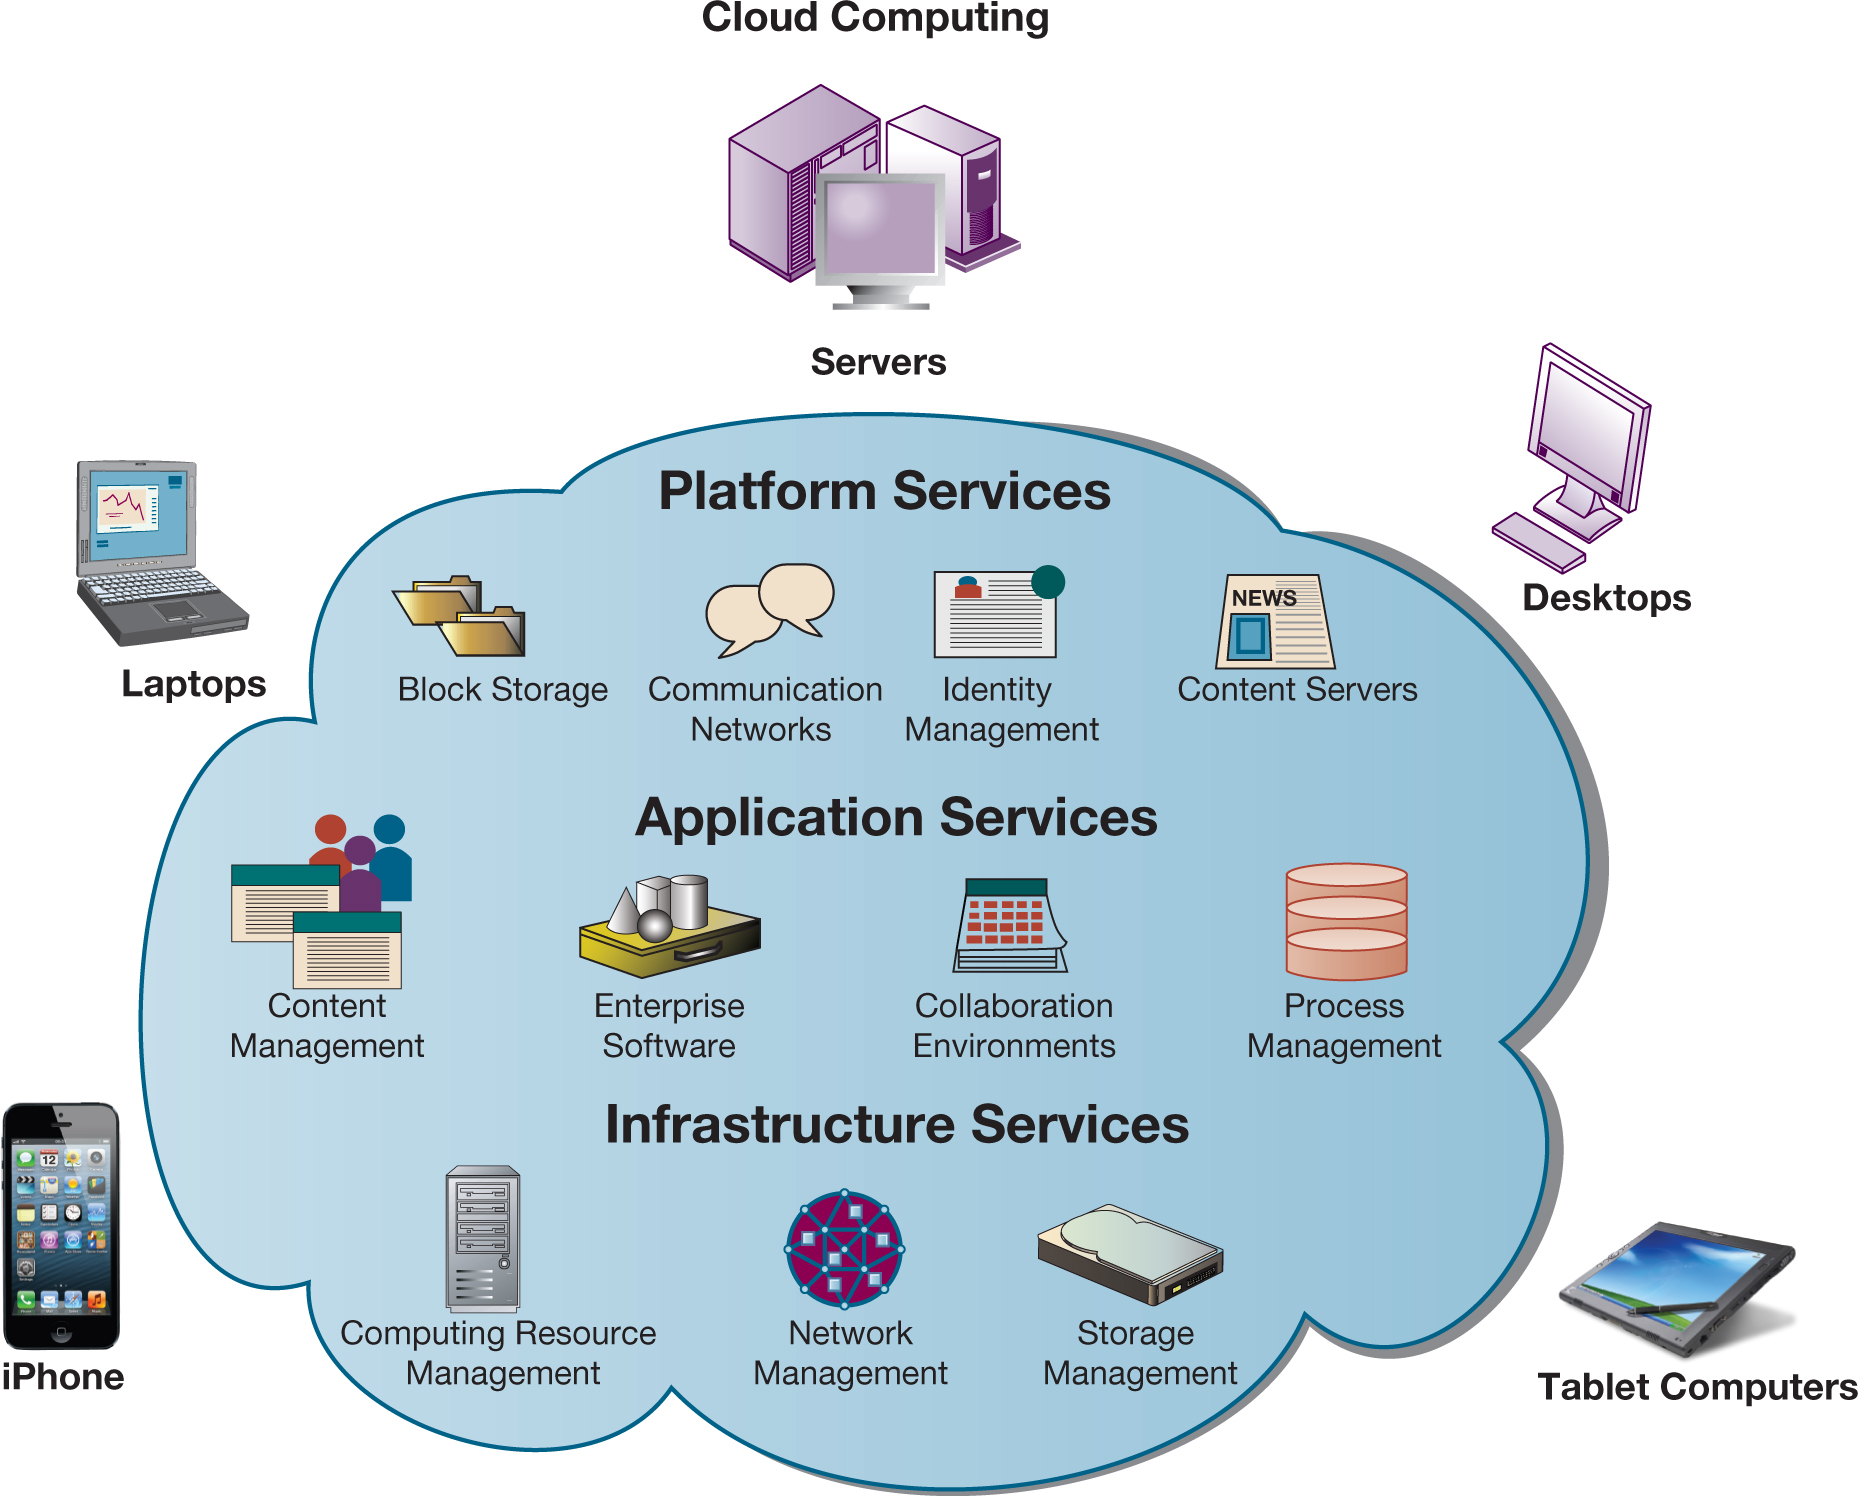 Cloud Computing
Servers
Desktops
Laptops
Platform Services
NEWS
Block Storage
Communication
Networks
Identity
Management
Content Servers
Application Services
Content
Management
Enterprise
Software
Collaboration
Environments
Process
Management
Infrastructure Services
12
Computing Resource
Management
Network
Management
Storage
Management
iPhone
Tablet Computers